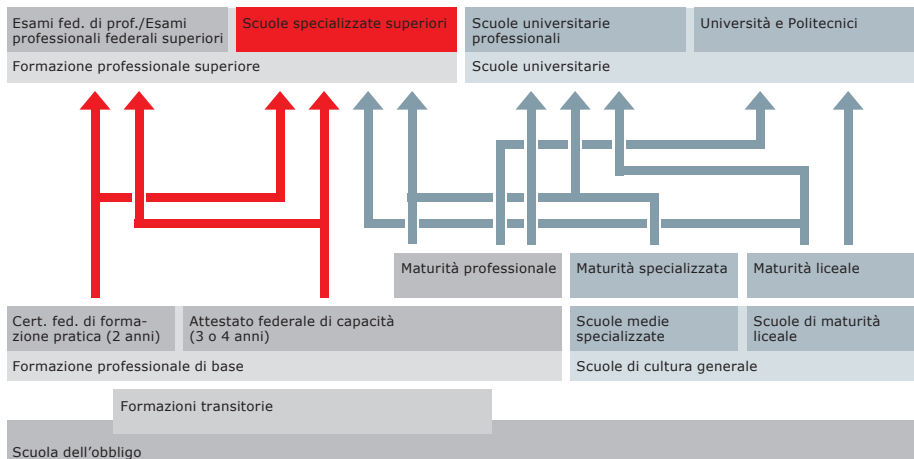 Esami fed. di prof./Esami
professionali federali superiori
Scuole specializzate superiori
Scuole universitarie
professionali
Università e Politecnici
Formazione professionale superiore
Scuole universitarie
Maturità professionale
Maturità specializzata
Maturità liceale
Cert. fed. di forma-
zione pratica (2 anni)
Attestato federale di capacità
(3 o 4 anni)
Scuole medie
specializzate
Scuole di maturità
liceale
Formazione professionale di base
Scuole di cultura generale
Formazioni transitorie
Scuola dell’obbligo